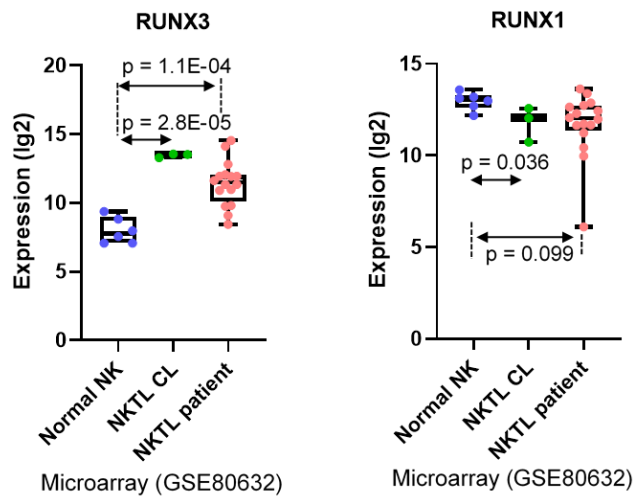 RUNX3
Expression (lg2)
20
15
10
5
0
p = 1.1E-04
p = 2.8E-05
Normal NK
NKTL CL
NKTL patient
Microarray (GSE80632)
RUNX1
Expression (lg2)
15
10
5
0
p = 0.036
p = 0.099
Normal NK
NKTL CL
NKTL patient
Microarray (GSE80632)